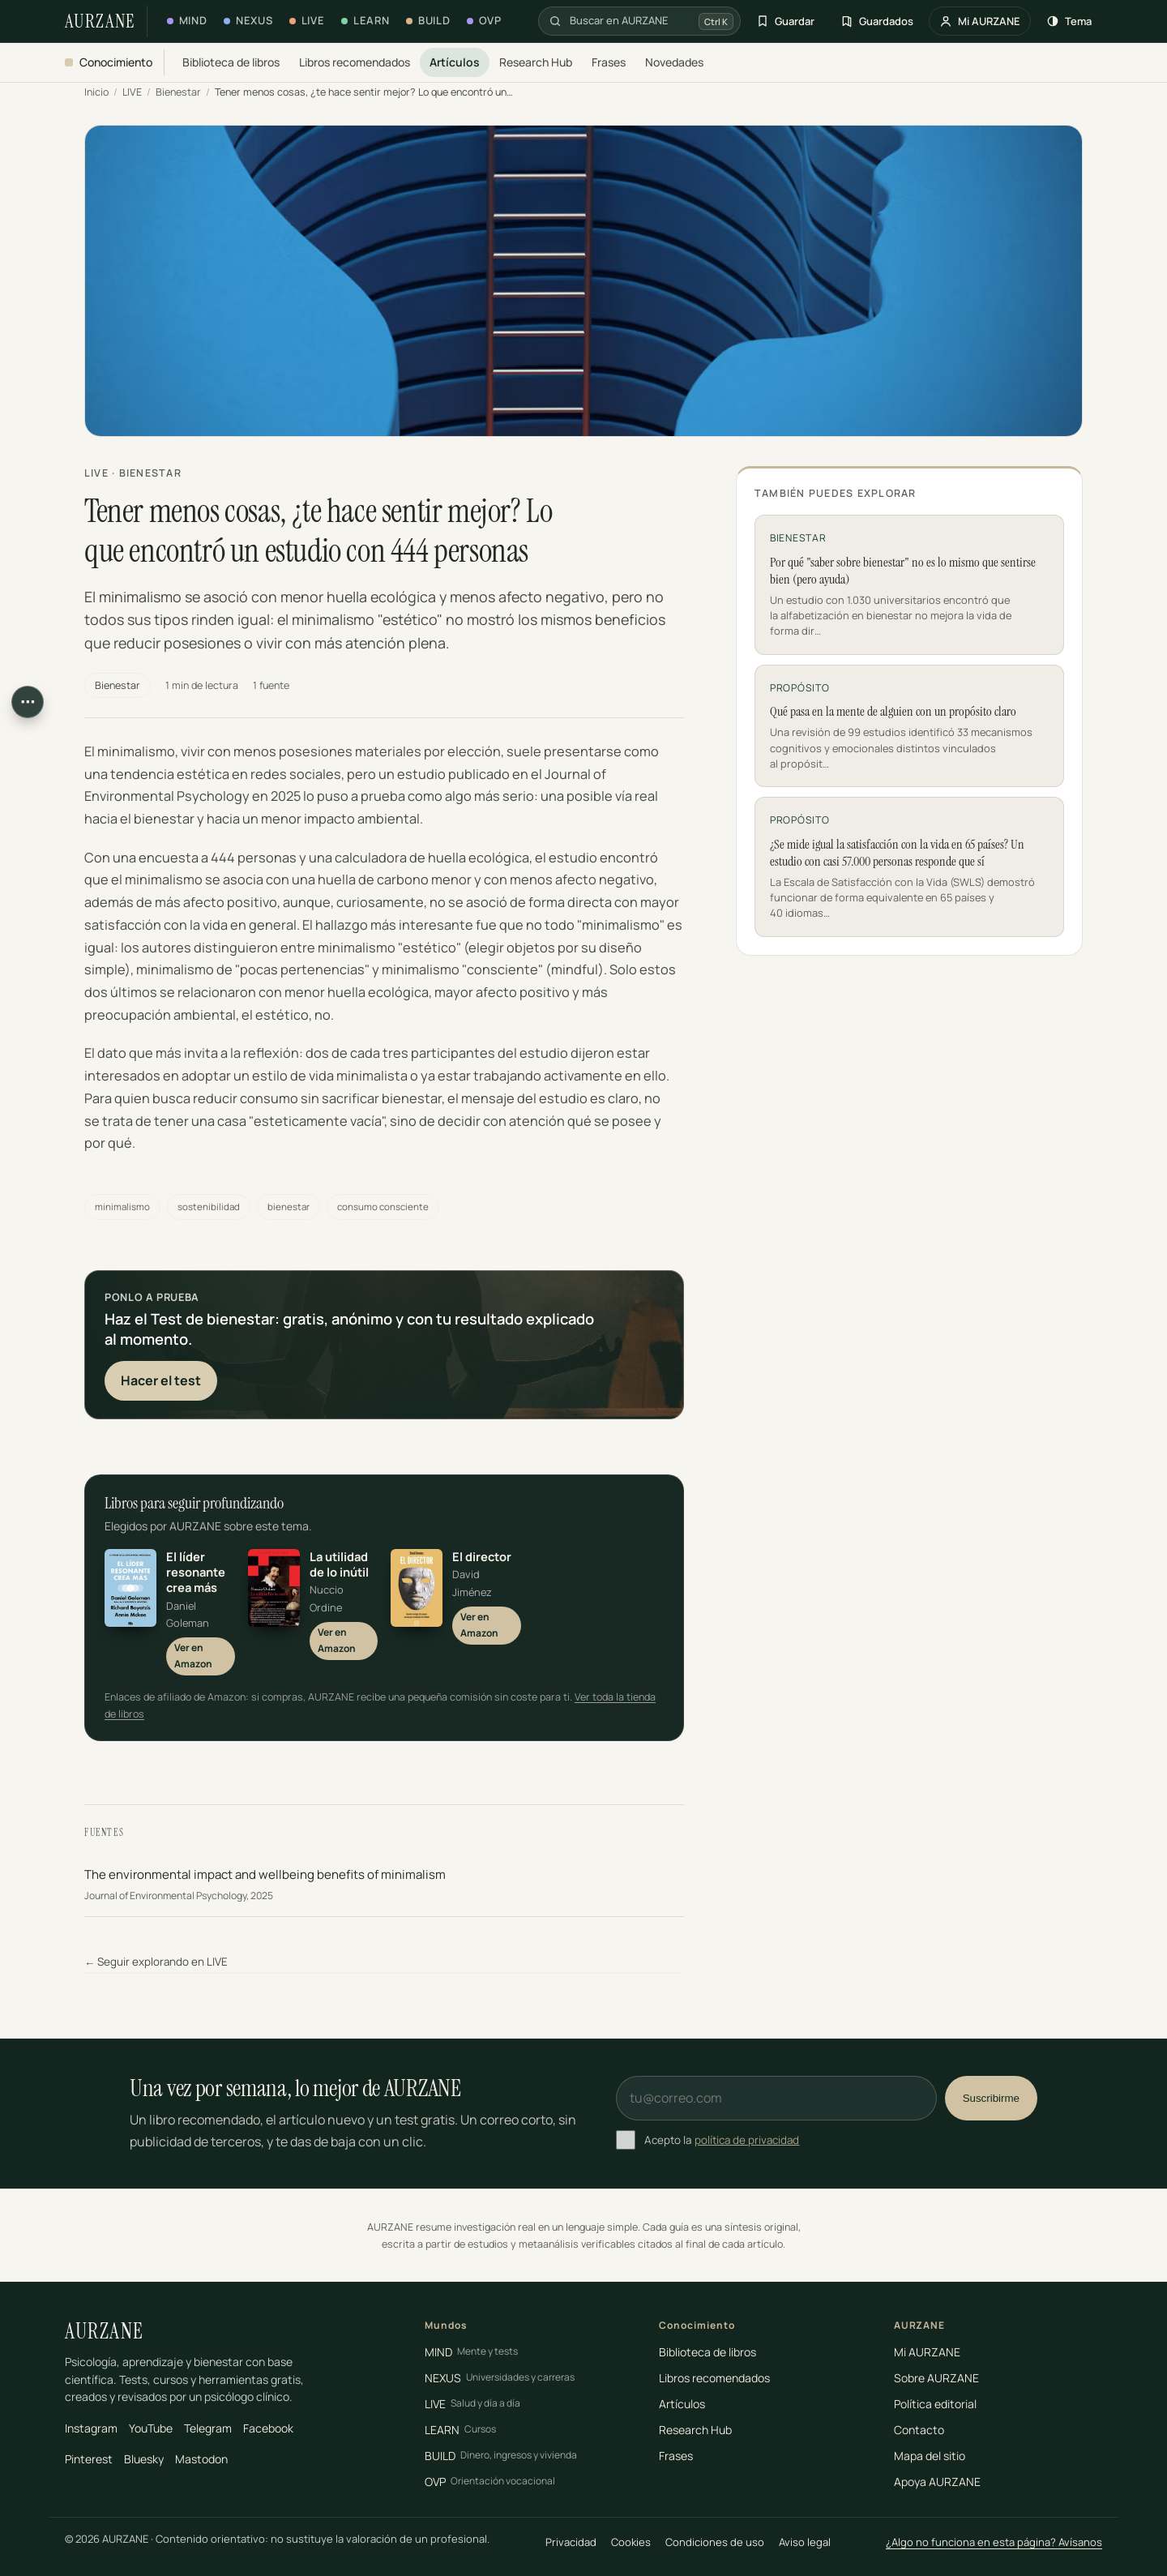 AURZANE
MIND
NEXUS
LIVE
LEARN
BUILD
OVP
Buscar en AURZANE
Ctrl K
Guardar
Guardados
Mi AURZANE
Tema
Conocimiento
Biblioteca de libros
Libros recomendados
Artículos
Research Hub
Frases
Novedades
Inicio / LIVE / Bienestar / Tener menos cosas, ¿te hace sentir mejor? Lo que encontró un...
LIVE · BIENESTAR
Tener menos cosas, ¿te hace sentir mejor? Lo
que encontró un estudio con 444 personas
El minimalismo se asoció con menor huella ecológica y menos afecto negativo, pero no
todos sus tipos rinden igual: el minimalismo "estético" no mostró los mismos beneficios
que reducir posesiones o vivir con más atención plena.
Bienestar
1 min de lectura
1 fuente
El minimalismo, vivir con menos posesiones materiales por elección, suele presentarse como
una tendencia estética en redes sociales, pero un estudio publicado en el Journal of
Environmental Psychology en 2025 lo puso a prueba como algo más serio: una posible vía real
hacia el bienestar y hacia un menor impacto ambiental.
Con una encuesta a 444 personas y una calculadora de huella ecológica, el estudio encontró
que el minimalismo se asocia con una huella de carbono menor y con menos afecto negativo,
además de más afecto positivo, aunque, curiosamente, no se asoció de forma directa con mayor
satisfacción con la vida en general. El hallazgo más interesante fue que no todo "minimalismo" es
igual: los autores distinguieron entre minimalismo "estético" (elegir objetos por su diseño
simple), minimalismo de "pocas pertenencias" y minimalismo "consciente" (mindful). Solo estos
dos últimos se relacionaron con menor huella ecológica, mayor afecto positivo y más
preocupación ambiental, el estético, no.
El dato que más invita a la reflexión: dos de cada tres participantes del estudio dijeron estar
interesados en adoptar un estilo de vida minimalista o ya estar trabajando activamente en ello.
Para quien busca reducir consumo sin sacrificar bienestar, el mensaje del estudio es claro, no
se trata de tener una casa "esteticamente vacía", sino de decidir con atención qué se posee y
por qué.
minimalismo
sostenibilidad
bienestar
consumo consciente
TAMBIÉN PUEDES EXPLORAR
BIENESTAR
Por qué "saber sobre bienestar" no es lo mismo que sentirse
bien (pero ayuda)
Un estudio con 1.030 universitarios encontró que
la alfabetización en bienestar no mejora la vida de
forma dir...
PROPÓSITO
Qué pasa en la mente de alguien con un propósito claro
Una revisión de 99 estudios identificó 33 mecanismos
cognitivos y emocionales distintos vinculados
al propósit...
PROPÓSITO
¿Se mide igual la satisfacción con la vida en 65 países? Un
estudio con casi 57.000 personas responde que sí
La Escala de Satisfacción con la Vida (SWLS) demostró
funcionar de forma equivalente en 65 países y
40 idiomas...
PONLO A PRUEBA
Haz el Test de bienestar: gratis, anónimo y con tu resultado explicado
al momento.
Hacer el test
Libros para seguir profundizando
Elegidos por AURZANE sobre este tema.
EL LÍDER
RESONANTE
CREA MÁS
Daniel Goleman
Richard Boyatzis
Annie McKee
El líder
resonante
crea más
Daniel
Goleman
Ver en
Amazon
La utilidad
de lo inútil
Nuccio
Ordine
Ver en
Amazon
EL DIRECTOR
El director
David
Jiménez
Ver en
Amazon
Enlaces de afiliado de Amazon: si compras, AURZANE recibe una pequeña comisión sin coste para ti. Ver toda la tienda
de libros
FUENTES
The environmental impact and wellbeing benefits of minimalism
Journal of Environmental Psychology, 2025
← Seguir explorando en LIVE
Una vez por semana, lo mejor de AURZANE
Un libro recomendado, el artículo nuevo y un test gratis. Un correo corto, sin
publicidad de terceros, y te das de baja con un clic.
tu@correo.com
Suscribirme
Acepto la política de privacidad
AURZANE resume investigación real en un lenguaje simple. Cada guía es una síntesis original,
escrita a partir de estudios y metaanálisis verificables citados al final de cada artículo.
AURZANE
Psicología, aprendizaje y bienestar con base
científica. Tests, cursos y herramientas gratis,
creados y revisados por un psicólogo clínico.
Instagram YouTube Telegram Facebook
Pinterest Bluesky Mastodon
Mundos
MIND Mente y tests
NEXUS Universidades y carreras
LIVE Salud y día a día
LEARN Cursos
BUILD Dinero, ingresos y vivienda
OVP Orientación vocacional
Conocimiento
Biblioteca de libros
Libros recomendados
Artículos
Research Hub
Frases
AURZANE
Mi AURZANE
Sobre AURZANE
Política editorial
Contacto
Mapa del sitio
Apoya AURZANE
© 2026 AURZANE · Contenido orientativo: no sustituye la valoración de un profesional.
Privacidad Cookies Condiciones de uso Aviso legal
¿Algo no funciona en esta página? Avísanos